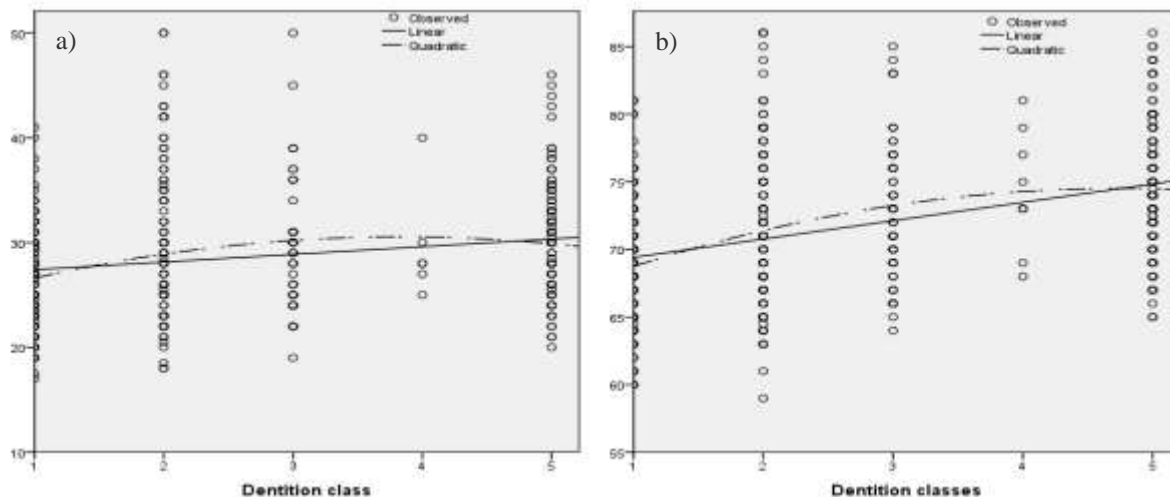 a)
Observed
Linear
Quadratic
50
40
30
20
10
1 2 3 4 5
Dentition class
b)
Observed
Linear
Quadratic
85
80
75
70
65
60
55
1 2 3 4 5
Dentition classes